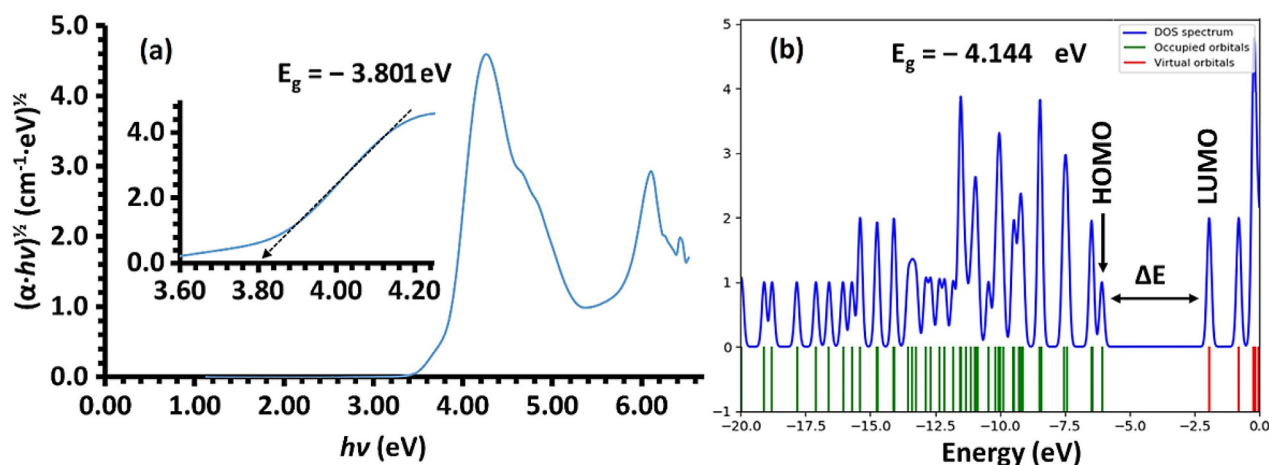 (a)
E_g = – 3.801 eV
(α·hν)^½ (cm⁻¹·eV)^½
5.0
4.0
3.0
2.0
1.0
0.0
4.0
2.0
0.0
3.60 3.80 4.00 4.20
0.00 1.00 2.00 3.00 4.00 5.00 6.00
hν (eV)
(b)
E_g = – 4.144 eV
DOS spectrum
Occupied orbitals
Virtual orbitals
5
4
3
2
1
0
−1
HOMO
LUMO
ΔE
−20.0 −17.5 −15.0 −12.5 −10.0 −7.5 −5.0 −2.5 0.0
Energy (eV)